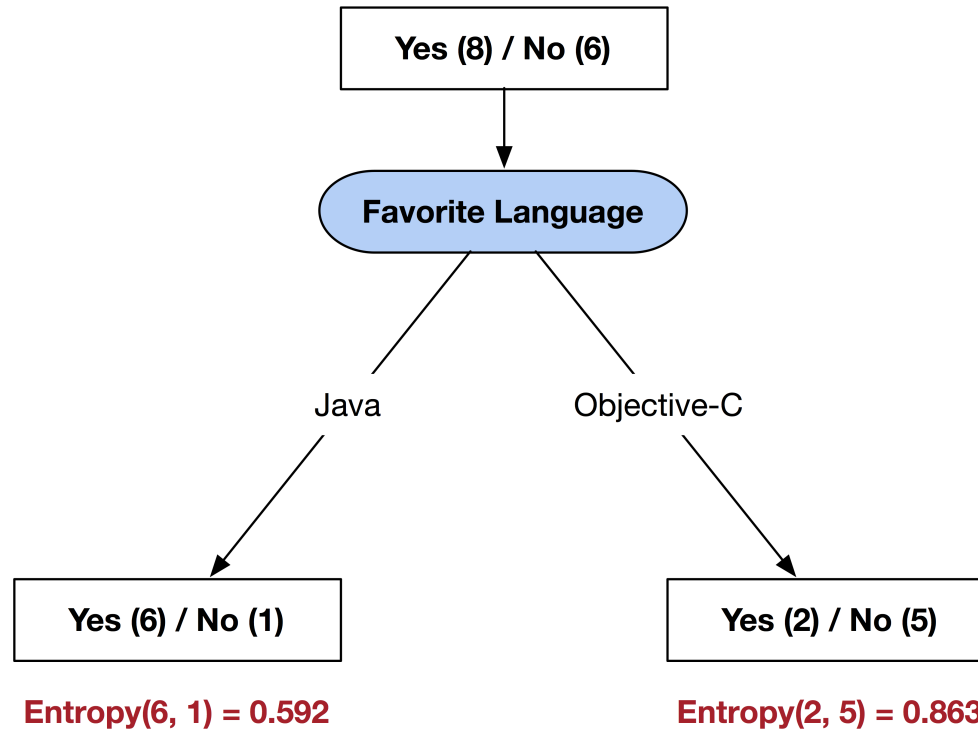 Yes (8) / No (6)
Favorite Language
Java
Objective-C
Yes (6) / No (1)
Yes (2) / No (5)
Entropy(6, 1) = 0.592
Entropy(2, 5) = 0.863